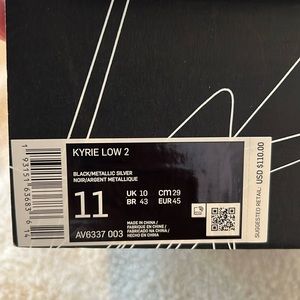 KYRIE LOW 2
BLACK/METALLIC SILVER
NOIR/ARGENT METALLIQUE
11
UK 10
CM 29
BR 43
EUR 45
AV6337 003
MADE IN CHINA /
FABRIQUE EN CHINE /
FABRICADO NA CHINA /
HECHO EN CHINA
SUGGESTED RETAIL USD $110.00